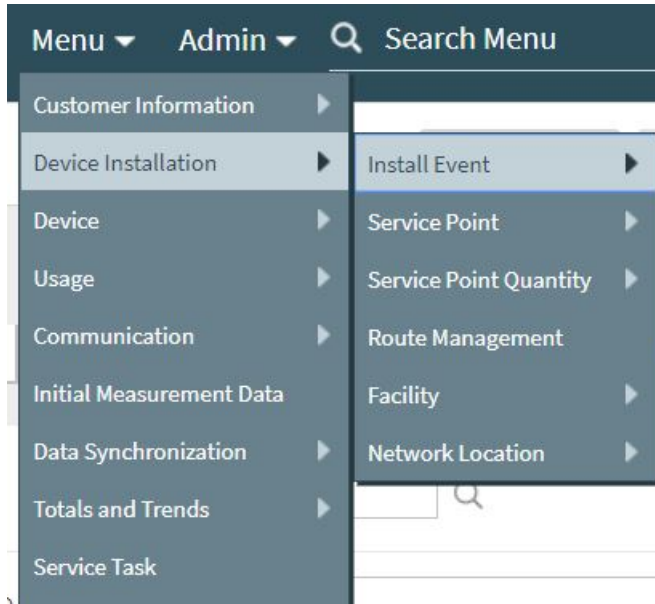 Menu Admin Search Menu
Customer Information
Device Installation
Device
Usage
Communication
Initial Measurement Data
Data Synchronization
Totals and Trends
Service Task
Install Event
Service Point
Service Point Quantity
Route Management
Facility
Network Location